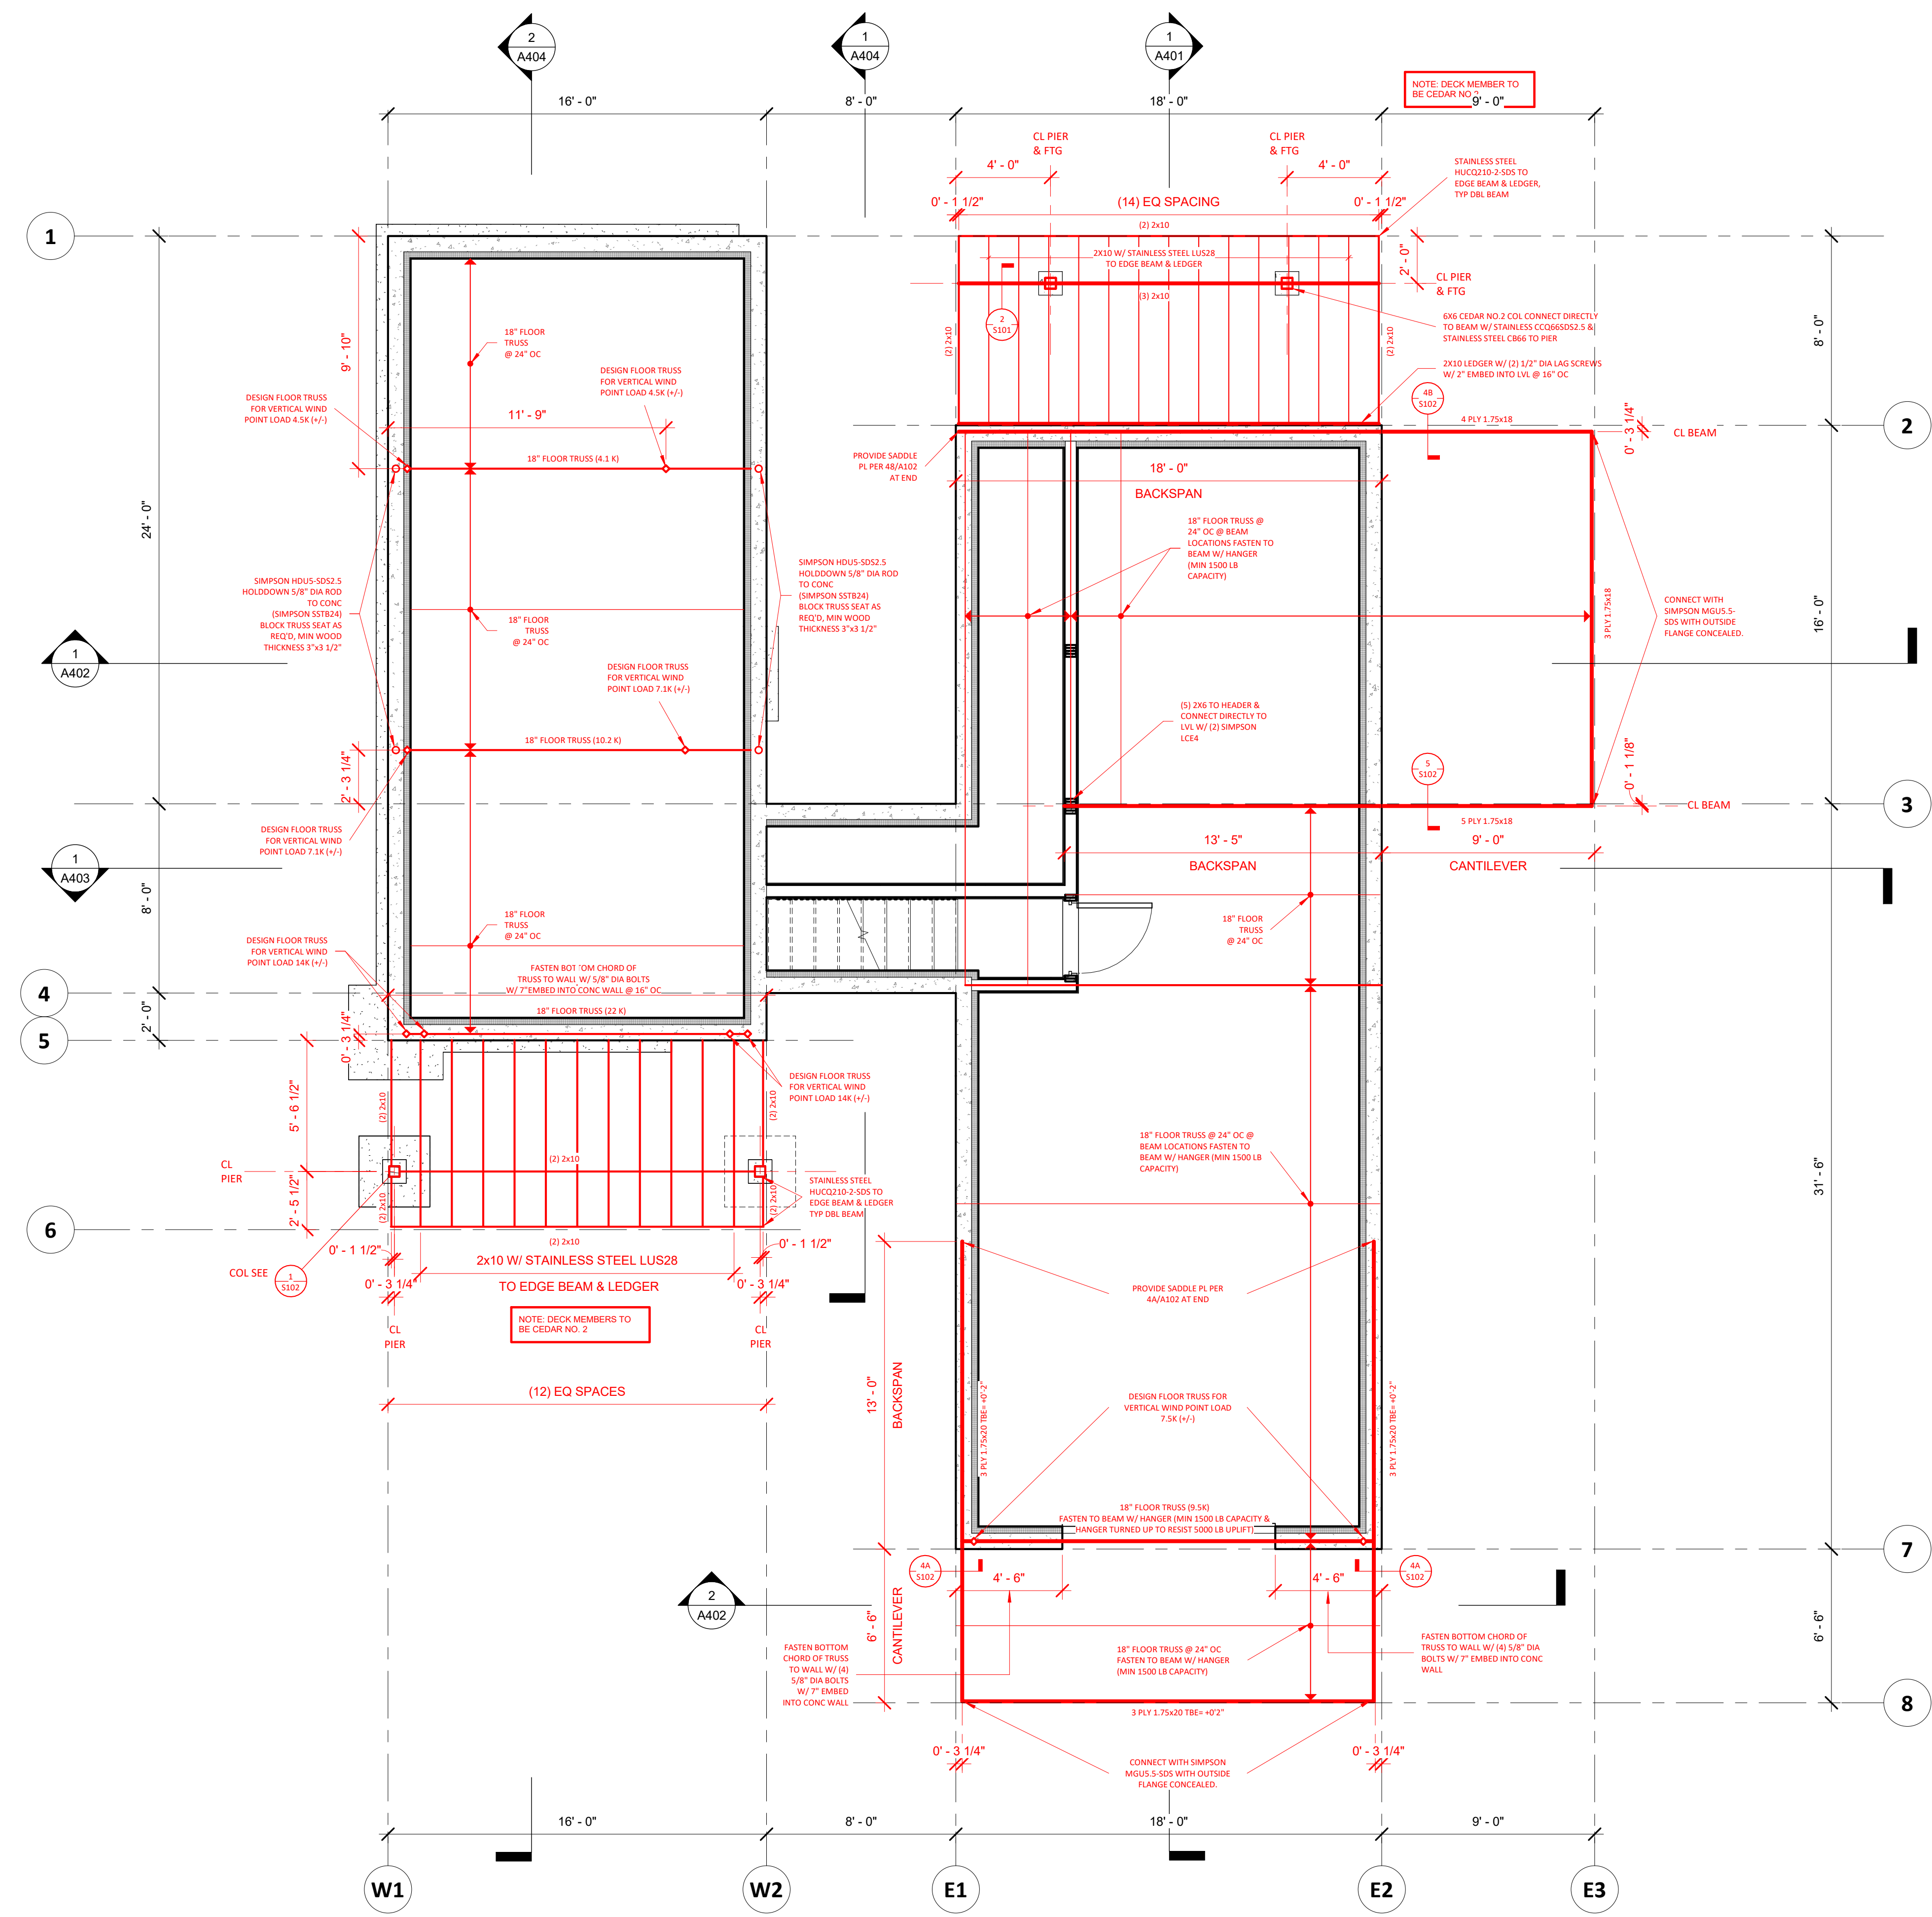 2
A404
1
A404
1
A401
NOTE: DECK MEMBER TO
BE CEDAR NO.2
16' - 0"
8' - 0"
18' - 0"
9' - 0"
CL PIER
& FTG
CL PIER
& FTG
4' - 0"
4' - 0"
STAINLESS STEEL
HUCQ210-2-SDS TO
EDGE BEAM & LEDGER,
TYP DBL BEAM
0' - 1 1/2"
(14) EQ SPACING
0' - 1 1/2"
(2) 2x10
1
2X10 W/ STAINLESS STEEL LUS28
TO EDGE BEAM & LEDGER
2' - 0"
CL PIER
& FTG
(3) 2x10
2
S101
(2) 2x10
(2) 2x10
6X6 CEDAR NO.2 COL CONNECT DIRECTLY
TO BEAM W/ STAINLESS CCQ66SDS2.5 &
STAINLESS STEEL CB66 TO PIER
8' - 0"
2X10 LEDGER W/ (2) 1/2" DIA LAG SCREWS
W/ 2" EMBED INTO LVL @ 16" OC
4B
S102
18" FLOOR
TRUSS
@ 24" OC
9' - 10"
DESIGN FLOOR TRUSS
FOR VERTICAL WIND
POINT LOAD 4.5K (+/-)
DESIGN FLOOR TRUSS
FOR VERTICAL WIND
POINT LOAD 4.5K (+/-)
11' - 9"
4 PLY 1.75x18
0' - 3 1/4"
CL BEAM
2
18" FLOOR TRUSS (4.1 K)
PROVIDE SADDLE
PL PER 48/A102
AT END
18' - 0"
BACKSPAN
24' - 0"
18" FLOOR TRUSS @
24" OC @ BEAM
LOCATIONS FASTEN TO
BEAM W/ HANGER
(MIN 1500 LB
CAPACITY)
SIMPSON HDU5-SDS2.5
HOLDDOWN 5/8" DIA ROD
TO CONC
(SIMPSON SSTB24)
BLOCK TRUSS SEAT AS
REQ'D, MIN WOOD
THICKNESS 3"x3 1/2"
SIMPSON HDU5-SDS2.5
HOLDDOWN 5/8" DIA ROD
TO CONC
(SIMPSON SSTB24)
BLOCK TRUSS SEAT AS
REQ'D, MIN WOOD
THICKNESS 3"x3 1/2"
18" FLOOR
TRUSS
@ 24" OC
3 PLY 1.75x18
CONNECT WITH
SIMPSON MGU5.5-
SDS WITH OUTSIDE
FLANGE CONCEALED.
16' - 0"
1
A402
DESIGN FLOOR TRUSS
FOR VERTICAL WIND
POINT LOAD 7.1K (+/-)
(5) 2X6 TO HEADER &
CONNECT DIRECTLY TO
LVL W/ (2) SIMPSON
LCE4
18" FLOOR TRUSS (10.2 K)
2' - 3 1/4"
5
S102
0' - 1 1/8"
CL BEAM
3
5 PLY 1.75x18
DESIGN FLOOR TRUSS
FOR VERTICAL WIND
POINT LOAD 7.1K (+/-)
13' - 5"
BACKSPAN
9' - 0"
CANTILEVER
1
A403
8' - 0"
18" FLOOR
TRUSS
@ 24" OC
18" FLOOR
TRUSS
@ 24" OC
DESIGN FLOOR TRUSS
FOR VERTICAL WIND
POINT LOAD 14K (+/-)
FASTEN BOTTOM CHORD OF
TRUSS TO WALL W/ 5/8" DIA BOLTS
W/ 7"EMBED INTO CONC WALL @ 16" OC
4
18" FLOOR TRUSS (22 K)
2' - 0"
0' - 3 1/4"
5
5' - 6 1/2"
DESIGN FLOOR TRUSS
FOR VERTICAL WIND
POINT LOAD 14K (+/-)
(2) 2x10
(2) 2x10
18" FLOOR TRUSS @ 24" OC @
BEAM LOCATIONS FASTEN TO
BEAM W/ HANGER (MIN 1500 LB
CAPACITY)
31' - 6"
CL
PIER
(2) 2x10
2' - 5 1/2"
(2) 2x10
(2) 2x10
STAINLESS STEEL
HUCQ210-2-SDS TO
EDGE BEAM & LEDGER
TYP DBL BEAM
6
(2) 2x10
0' - 1 1/2"
0' - 1 1/2"
2x10 W/ STAINLESS STEEL LUS28
TO EDGE BEAM & LEDGER
COL SEE
1
S102
0' - 3 1/4"
0' - 3 1/4"
PROVIDE SADDLE PL PER
4A/A102 AT END
NOTE: DECK MEMBERS TO
BE CEDAR NO. 2
CL
PIER
CL
PIER
(12) EQ SPACES
13' - 0"
BACKSPAN
3 PLY 1.75x20 TBE= +0'-2"
3 PLY 1.75x20 TBE= +0'-2"
DESIGN FLOOR TRUSS FOR
VERTICAL WIND POINT LOAD
7.5K (+/-)
18" FLOOR TRUSS (9.5K)
FASTEN TO BEAM W/ HANGER (MIN 1500 LB CAPACITY &
HANGER TURNED UP TO RESIST 5000 LB UPLIFT)
7
4A
S102
4A
S102
4' - 6"
4' - 6"
2
A402
6' - 6"
CANTILEVER
6' - 6"
FASTEN BOTTOM
CHORD OF TRUSS
TO WALL W/ (4)
5/8" DIA BOLTS
W/ 7" EMBED
INTO CONC WALL
18" FLOOR TRUSS @ 24" OC
FASTEN TO BEAM W/ HANGER
(MIN 1500 LB CAPACITY)
FASTEN BOTTOM CHORD OF
TRUSS TO WALL W/ (4) 5/8" DIA
BOLTS W/ 7" EMBED INTO CONC
WALL
8
3 PLY 1.75x20 TBE= +0'2"
0' - 3 1/4"
0' - 3 1/4"
CONNECT WITH SIMPSON
MGU5.5-SDS WITH OUTSIDE
FLANGE CONCEALED.
16' - 0"
8' - 0"
18' - 0"
9' - 0"
W1
W2
E1
E2
E3